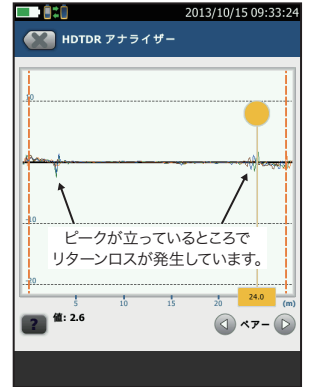 2013/10/15 09:33:24
HDTDR アナライザー
10
-10
ピークが立っているところで
リターンロスが発生しています。
-20
5 10 15 20 24.0 (m)
? 値: 2.6 ペアー